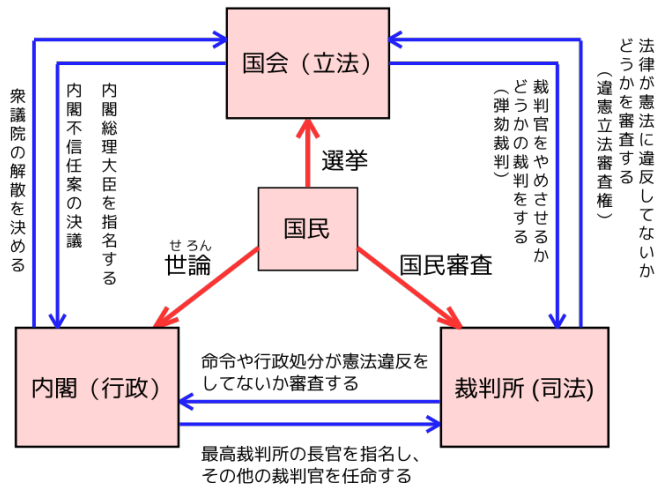 国会（立法）
選挙
国民
せろん
世論
国民審査
内閣（行政）
裁判所(司法)
衆議院の解散を決める
内閣不信任案の決議
内閣総理大臣を指名する
裁判官をやめさせるか
どうかの裁判をする
（弾劾裁判）
法律が憲法に違反してないか
どうかを審査する
（違憲立法審査権）
命令や行政処分が憲法違反を
してないか審査する
最高裁判所の長官を指名し、
その他の裁判官を任命する